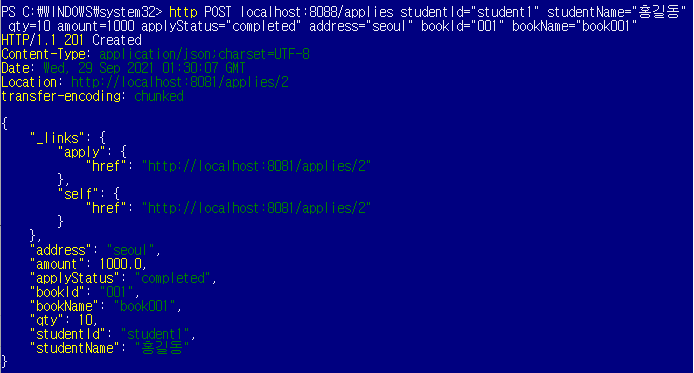 PS C:₩WINDOWS₩system32> http POST localhost:8088/applies studentId="student1" studentName="홍길동"
qty=10 amount=1000 applyStatus="completed" address="seoul" bookId="001" bookName="book001"
HTTP/1.1 201 Created
Content-Type: application/json;charset=UTF-8
Date: Wed, 29 Sep 2021 01:30:07 GMT
Location: http://localhost:8081/applies/2
transfer-encoding: chunked
{
"_links": {
"apply": {
"href": "http://localhost:8081/applies/2"
},
"self": {
"href": "http://localhost:8081/applies/2"
}
},
"address": "seoul",
"amount": 1000.0,
"applyStatus": "completed",
"bookId": "001",
"bookName": "book001",
"qty": 10,
"studentId": "student1",
"studentName": "홍길동"
}